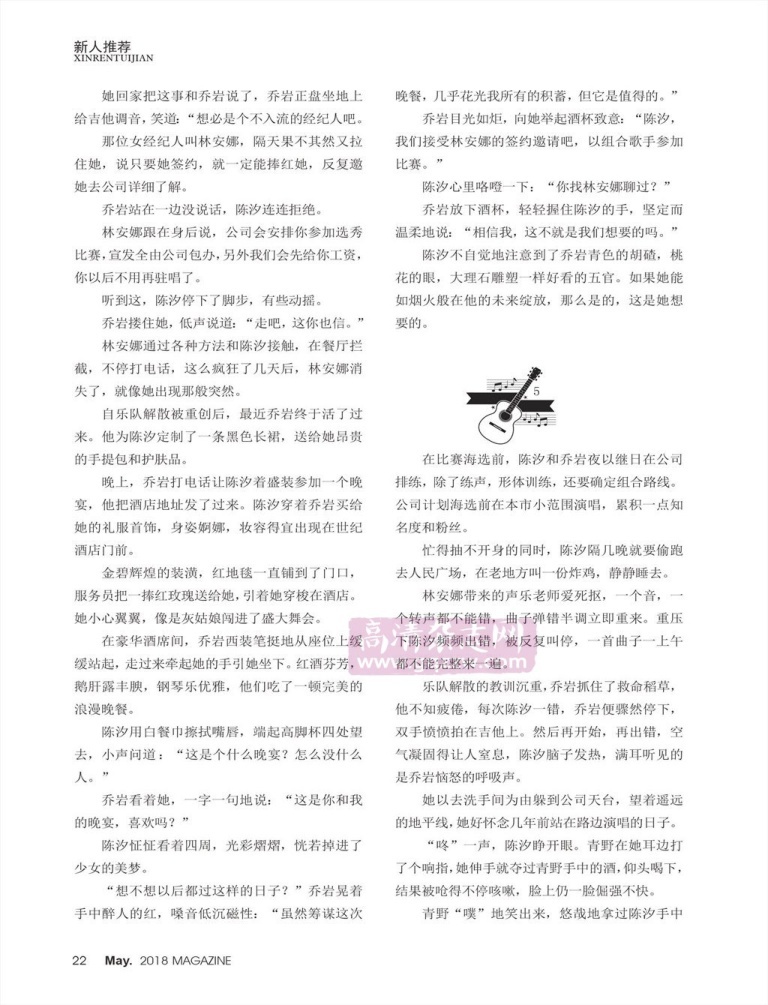 新人推荐
XINRENTUIJIAN
她回家把这事和乔岩说了，乔岩正盘坐地上
给吉他调音，笑道：“想必是个不入流的经纪人吧。
那位女经纪人叫林安娜，隔天果不其然又拉
住她，说只要她签约，就一定能捧红她，反复邀
她去公司详细了解。
乔岩站在一边没说话，陈汐连连拒绝。
林安娜跟在身后说，公司会安排你参加选秀
比赛，宣发全由公司包办，另外我们会先给你工资，
你以后不用再驻唱了。
听到这，陈汐停下了脚步，有些动摇。
乔岩搂住她，低声说道：“走吧，这你也信。”
林安娜通过各种方法和陈汐接触，在餐厅拦
截，不停打电话，这么疯狂了几天后，林安娜消
失了，就像她出现那般突然。
自乐队解散被重创后，最近乔岩终于活了过
来。他为陈汐定制了一条黑色长裙，送给她昂贵
的手提包和护肤品。
晚上，乔岩打电话让陈汐着盛装参加一个晚
宴，他把酒店地址发了过来。陈汐穿着乔岩买给
她的礼服首饰，身姿婀娜，妆容得宜出现在世纪
酒店门前。
金碧辉煌的装潢，红地毯一直铺到了门口，
服务员把一捧红玫瑰送给她，引着她穿梭在酒店。
她小心翼翼，像是灰姑娘闯进了盛大舞会。
在豪华酒席间，乔岩西装笔挺地从座位上缓
缓站起，走过来牵起她的手引她坐下。红酒芬芳，
鹅肝露丰腴，钢琴乐优雅，他们吃了一顿完美的
浪漫晚餐。
陈汐用白餐巾擦拭嘴唇，端起高脚杯四处望
去，小声问道：“这是个什么晚宴？怎么没什么
人。”
乔岩看着她，一字一句地说：“这是你和我
的晚宴，喜欢吗？”
陈汐怔怔看着四周，光彩熠熠，恍若掉进了
少女的美梦。
“想不想以后都过这样的日子？”乔岩晃着
手中醉人的红，嗓音低沉磁性：“虽然筹谋这次
晚餐，几乎花光我所有的积蓄，但它是值得的。”
乔岩目光如炬，向她举起酒杯致意：“陈汐，
我们接受林安娜的签约邀请吧，以组合歌手参加
比赛。”
陈汐心里咯噔一下：“你找林安娜聊过？”
乔岩放下酒杯，轻轻握住陈汐的手，坚定而
温柔地说：“相信我，这不就是我们想要的吗。”
陈汐不自觉地注意到了乔岩青色的胡碴，桃
花的眼，大理石雕塑一样好看的五官。如果她能
如烟火般在他的未来绽放，那么是的，这是她想
要的。
5
在比赛海选前，陈汐和乔岩夜以继日在公司
排练，除了练声，形体训练，还要确定组合路线。
公司计划海选前在本市小范围演唱，累积一点知
名度和粉丝。
忙得抽不开身的同时，陈汐隔几晚就要偷跑
去人民广场，在老地方叫一份炸鸡，静静睡去。
林安娜带来的声乐老师爱死抠，一个音，一
个转声都不能错，曲子弹错半调立即重来。重压
下陈汐频频出错，被反复叫停，一首曲子一上午
都不能完整来一遍。
乐队解散的教训沉重，乔岩抓住了救命稻草，
他不知疲倦，每次陈汐一错，乔岩便骤然停下，
双手愤愤拍在吉他上。然后再开始，再出错，空
气凝固得让人窒息，陈汐脑子发热，满耳听见的
是乔岩恼怒的呼吸声。
她以去洗手间为由躲到公司天台，望着遥远
的地平线，她好怀念几年前站在路边演唱的日子。
“咚”一声，陈汐睁开眼。青野在她耳边打
了个响指，她伸手就夺过青野手中的酒，仰头喝下，
结果被呛得不停咳嗽，脸上仍一脸倔强不快。
青野“噗”地笑出来，悠哉地拿过陈汐手中
高清杂志网
22 May. 2018 MAGAZINE